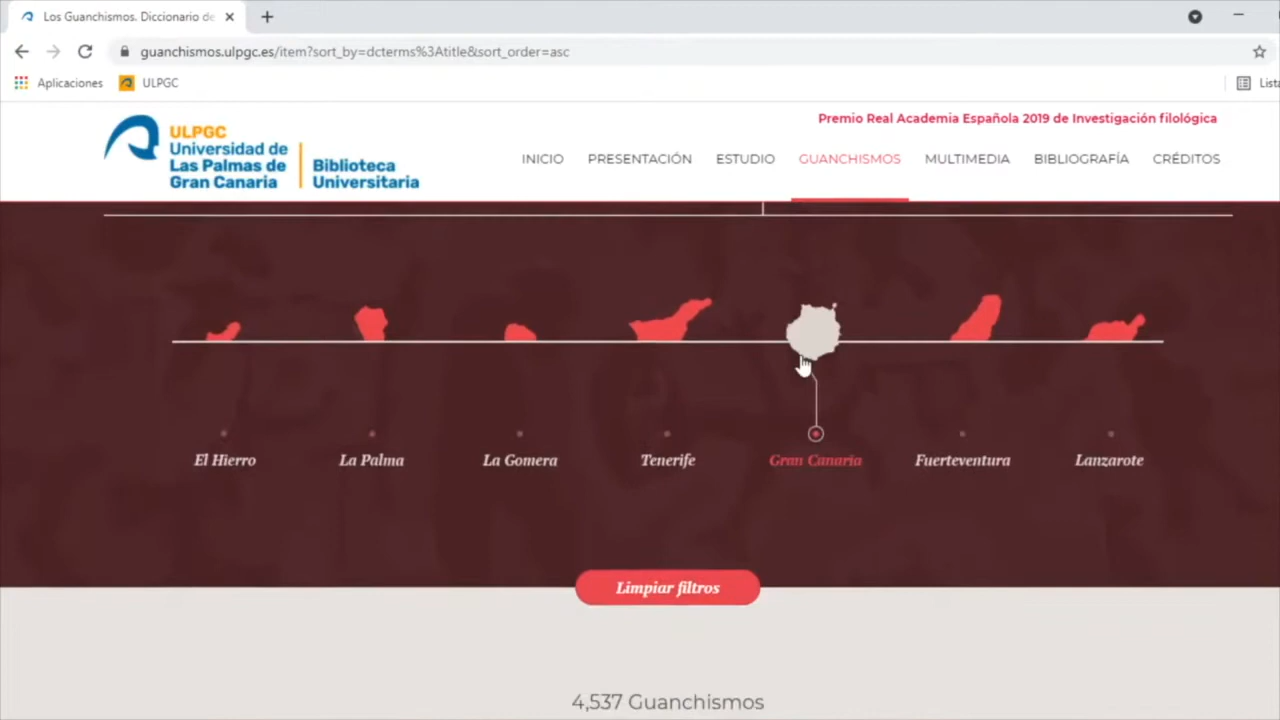 Los Guanchismos. Diccionario de
guanchismos.ulpgc.es/item?sort_by=dcterms%3Atitle&sort_order=asc
Aplicaciones ULPGC Lista
Premio Real Academia Española 2019 de Investigación filológica
ULPGC
Universidad de
Las Palmas de
Gran Canaria
Biblioteca
Universitaria
INICIO PRESENTACIÓN ESTUDIO GUANCHISMOS MULTIMEDIA BIBLIOGRAFÍA CRÉDITOS
El Hierro La Palma La Gomera Tenerife Gran Canaria Fuerteventura Lanzarote
Limpiar filtros
4,537 Guanchismos